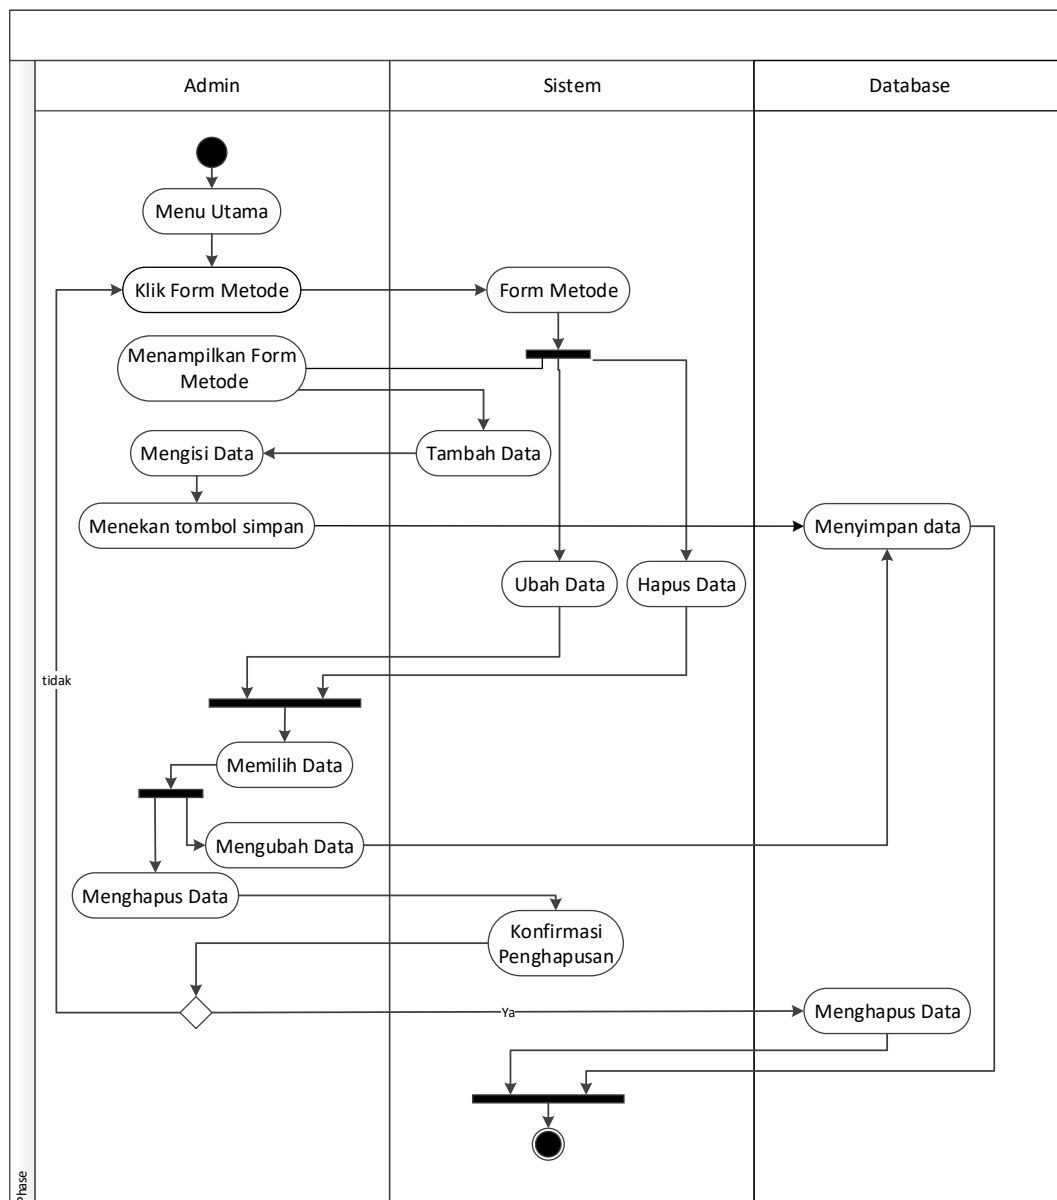 Admin
Sistem
Database
Menu Utama
Klik Form Metode
Form Metode
Menampilkan Form
Metode
Mengisi Data
Tambah Data
Menekan tombol simpan
Menyimpan data
Ubah Data
Hapus Data
tidak
Memilih Data
Mengubah Data
Menghapus Data
Konfirmasi
Penghapusan
Ya
Menghapus Data
Phase